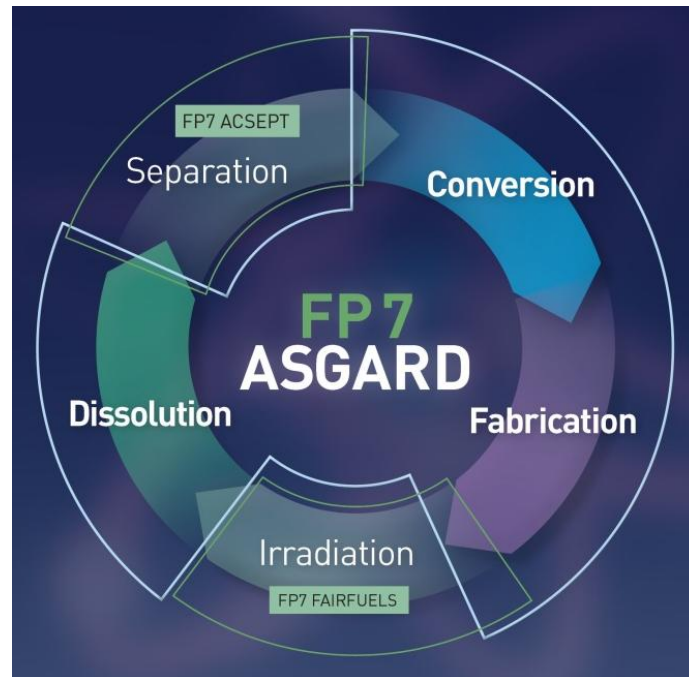 FP7 ACSEPT
Separation
Conversion
FP7
ASGARD
Dissolution
Fabrication
Irradiation
FP7 FAIRFUELS